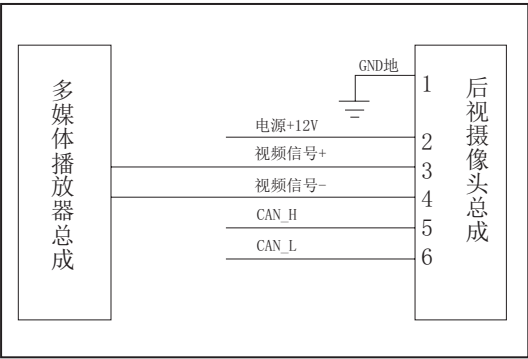 多媒体播放器总成
GND地
电源+12V
视频信号+
视频信号-
CAN_H
CAN_L
1
2
3
4
5
6
后视摄像头总成